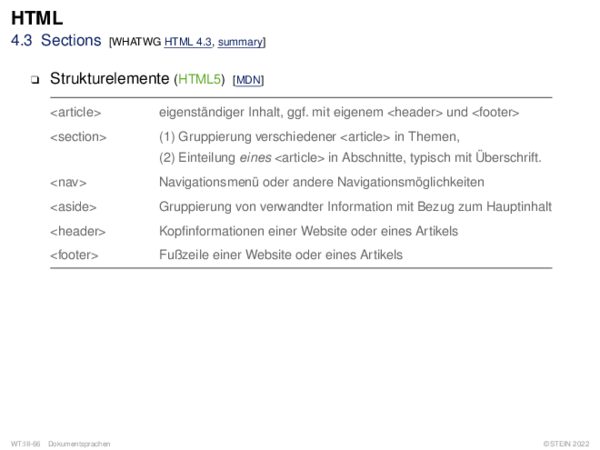 HTML
4.3 Sections [WHATWG HTML 4.3, summary]
❑ Strukturelemente (HTML5) [MDN]
<article> eigenständiger Inhalt, ggf. mit eigenem <header> und <footer>
<section> (1) Gruppierung verschiedener <article> in Themen,
(2) Einteilung eines <article> in Abschnitte, typisch mit Überschrift.
<nav> Navigationsmenü oder andere Navigationsmöglichkeiten
<aside> Gruppierung von verwandter Information mit Bezug zum Hauptinhalt
<header> Kopfinformationen einer Website oder eines Artikels
<footer> Fußzeile einer Website oder eines Artikels
WT:III-66 Dokumentsprachen ©STEIN 2022